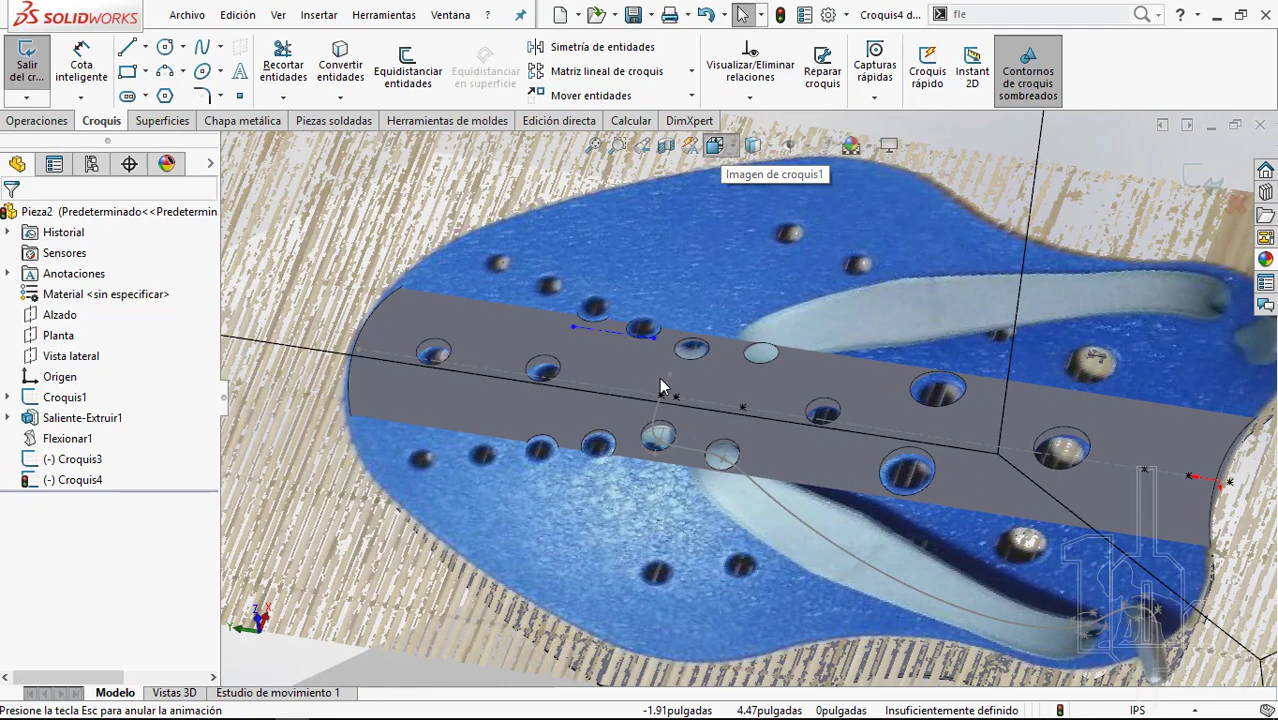 SOLIDWORKS
Archivo Edición Ver Insertar Herramientas Ventana ?
Croquis4 d...
fle
Salir del cr...
Cota inteligente
Recortar entidades
Convertir entidades
Equidistanciar entidades
Equidistanciar en superficie
Simetría de entidades
Matriz lineal de croquis
Mover entidades
Visualizar/Eliminar relaciones
Reparar croquis
Capturas rápidas
Croquis rápido
Instant 2D
Contornos de croquis sombreados
Operaciones Croquis Superficies Chapa metálica Piezas soldadas Herramientas de moldes Edición directa Calcular DimXpert
Imagen de croquis1
Pieza2 (Predeterminado<<Predetermin
Historial
Sensores
Anotaciones
Material <sin especificar>
Alzado
Planta
Vista lateral
Origen
Croquis1
Saliente-Extruir1
Flexionar1
(-) Croquis3
(-) Croquis4
Z X
Y
Modelo Vistas 3D Estudio de movimiento 1
Presione la tecla Esc para anular la animación
-1.91pulgadas 4.47pulgadas 0pulgadas Insuficientemente definido IPS